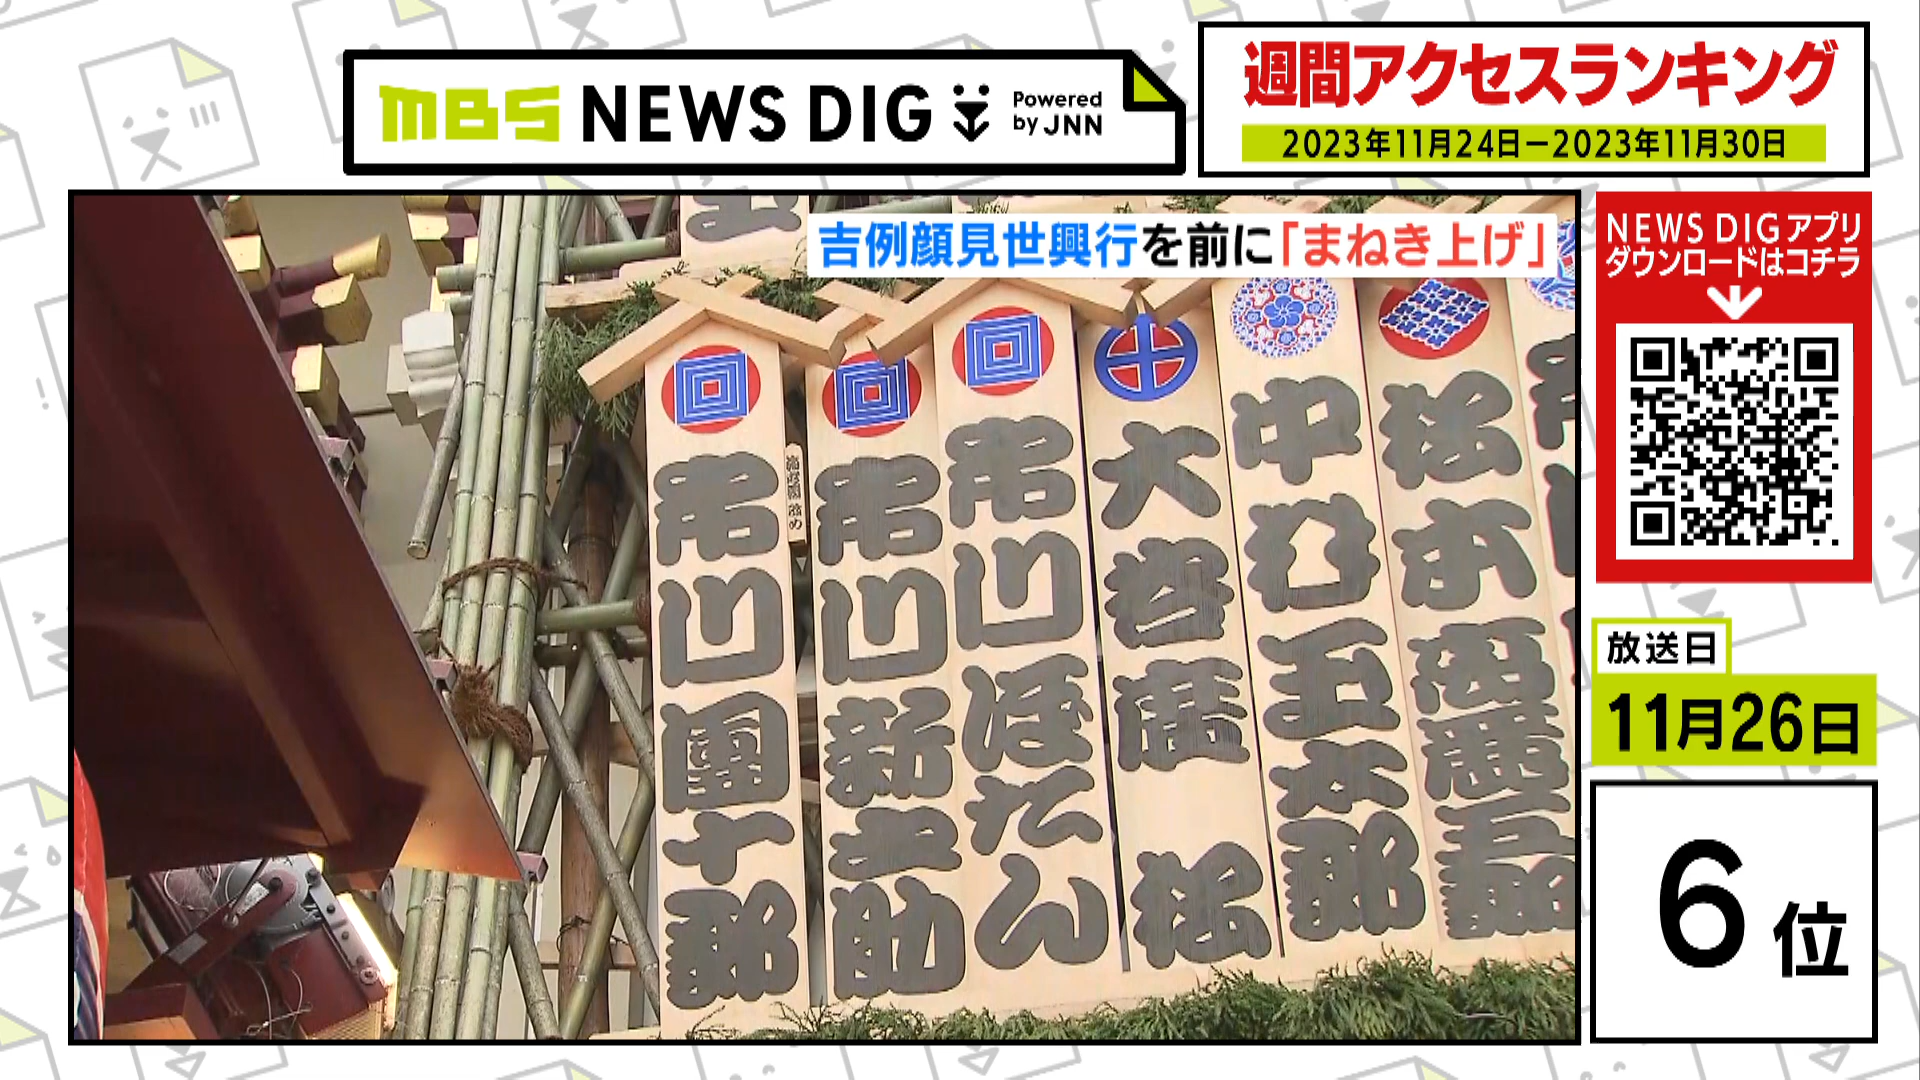 MBS NEWS DIG Powered by JNN
週間アクセスランキング
2023年11月24日－2023年11月30日
吉例顔見世興行を前に「まねき上げ」
NEWS DIGアプリ
ダウンロードはコチラ
放送日
11月26日
6位
市川團十郎
市川新之助
市川ぼたん
大谷廣松
中村玉太郎